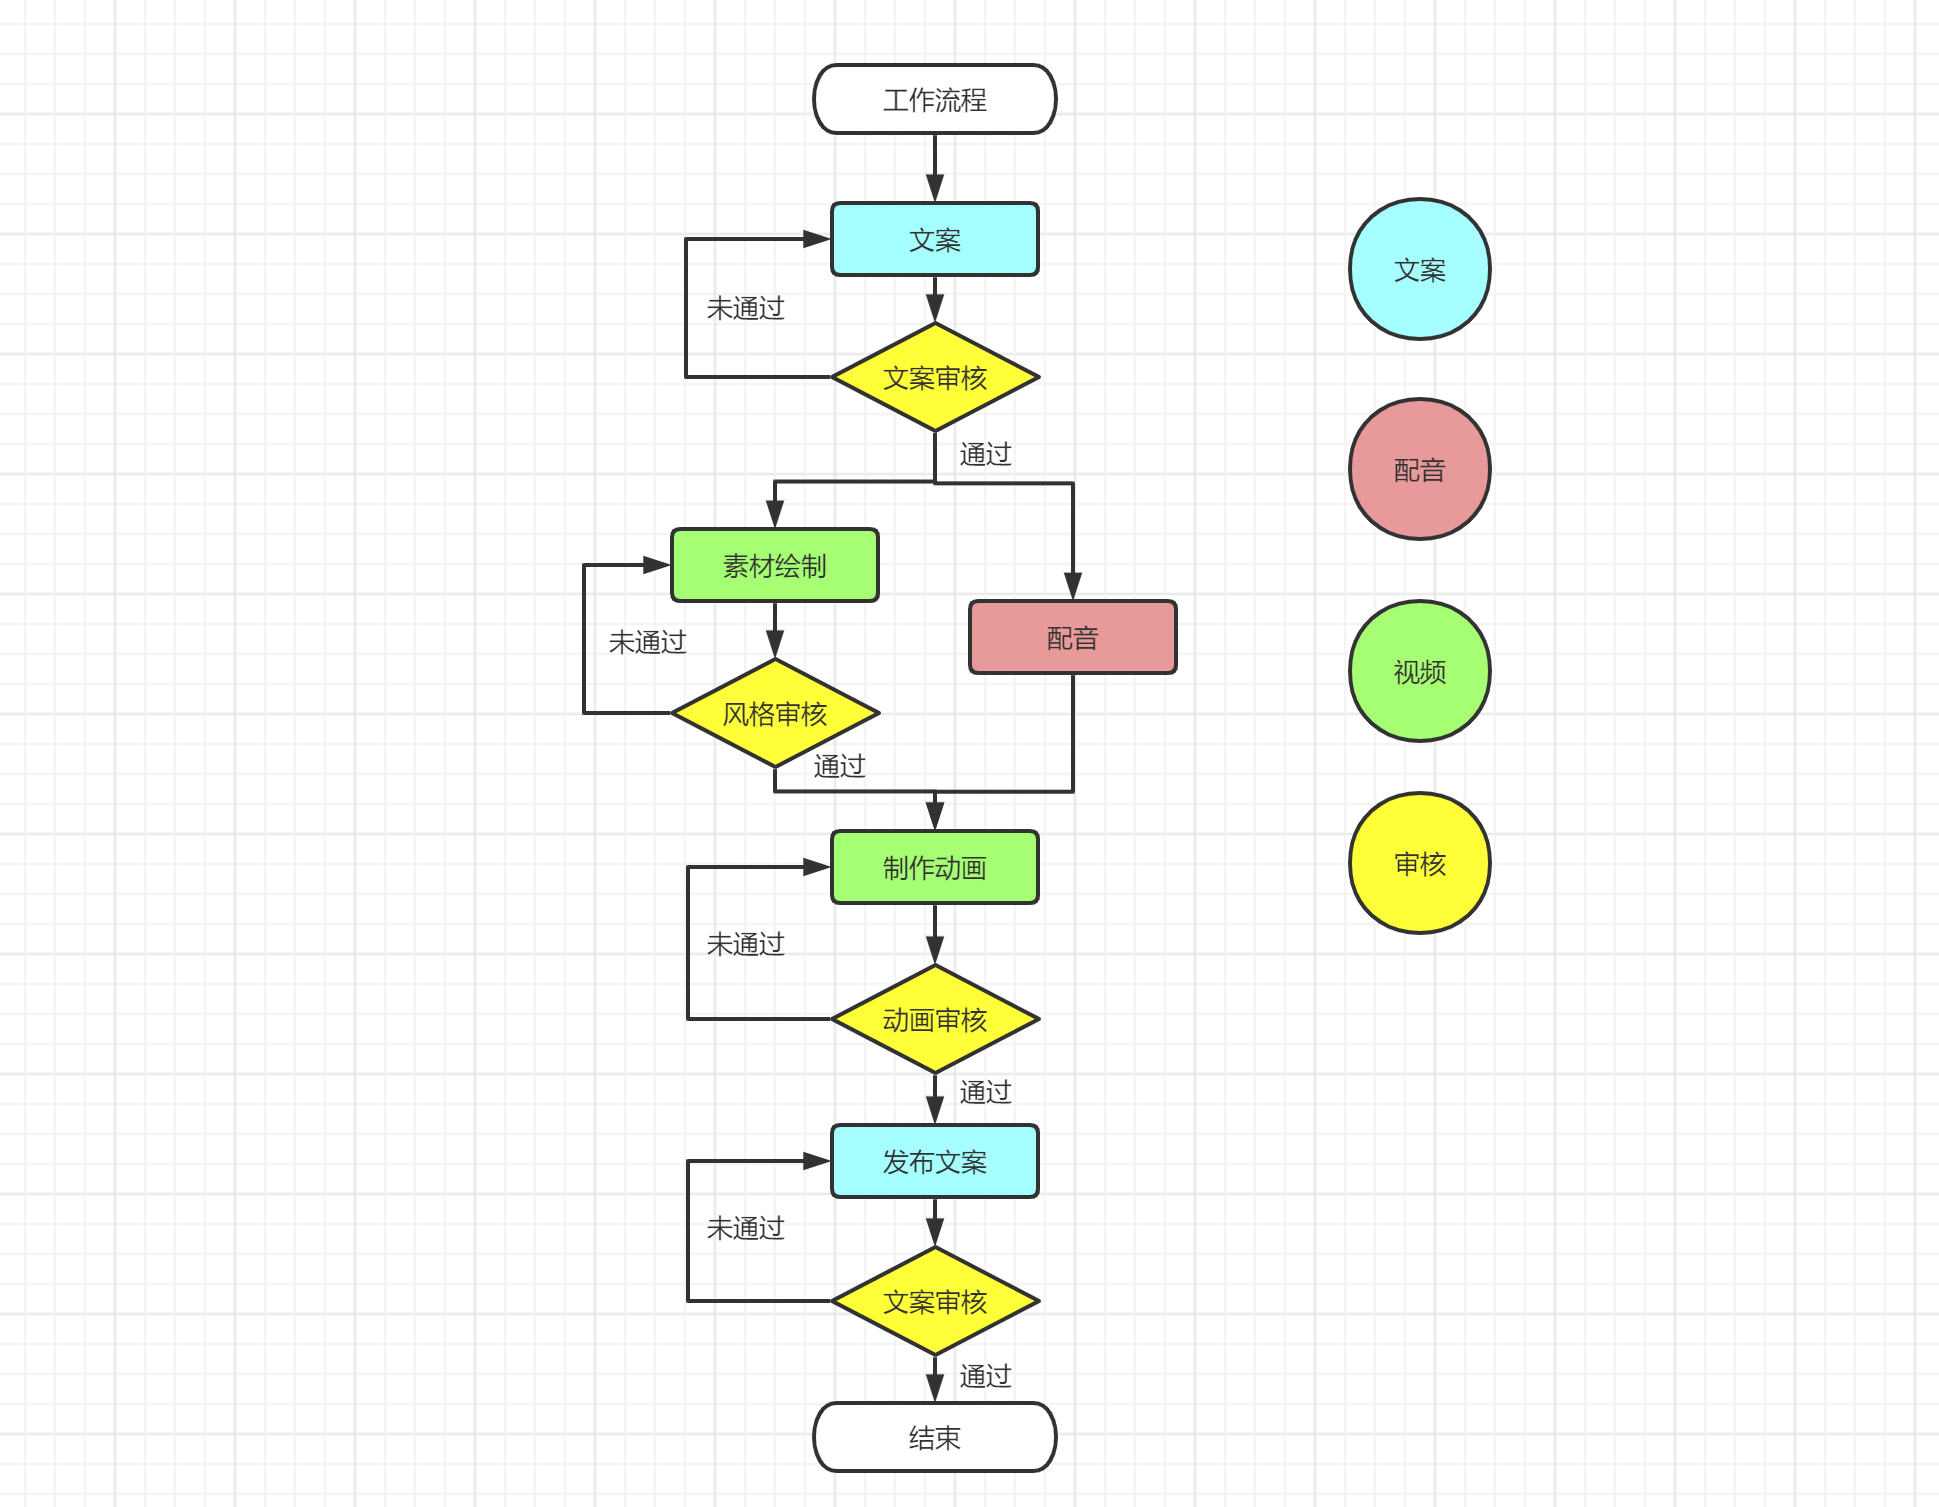 工作流程
文案
未通过
文案审核
通过
素材绘制
未通过
配音
风格审核
通过
制作动画
未通过
动画审核
通过
发布文案
未通过
文案审核
通过
结束
文案
配音
视频
审核